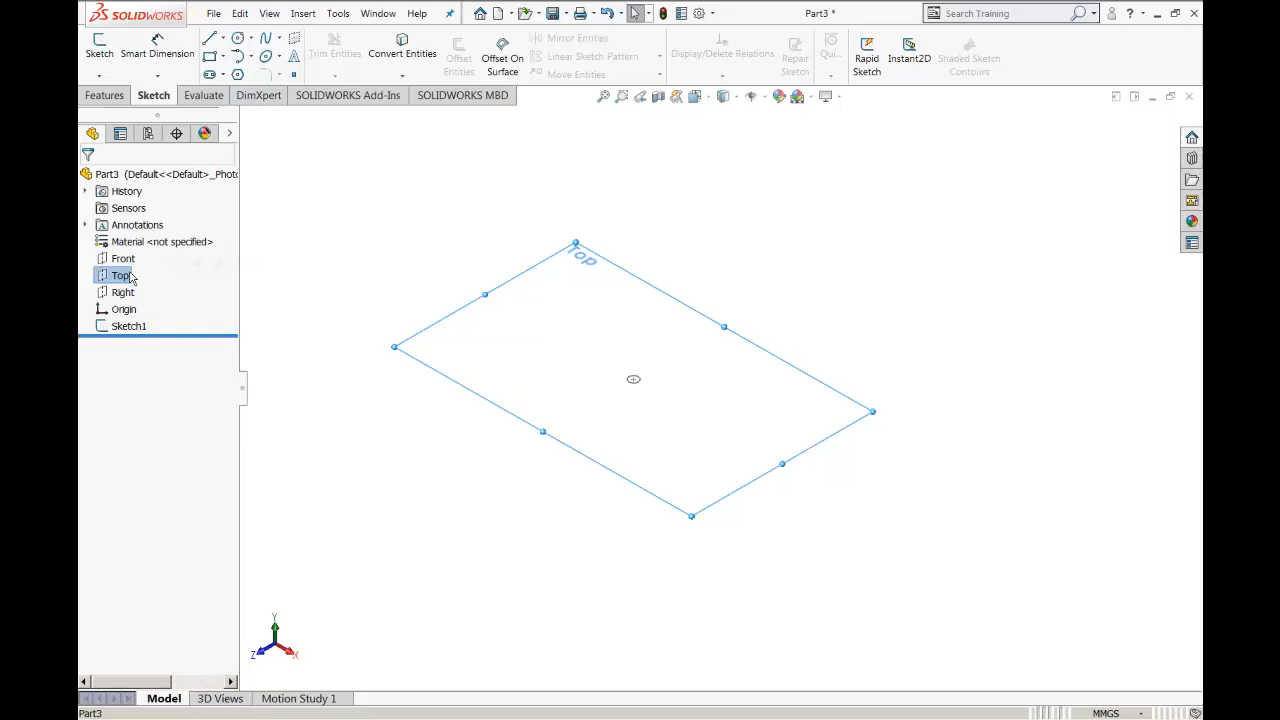 SOLIDWORKS File Edit View Insert Tools Window Help Part3 * Search Training
Sketch Smart Dimension Trim Entities Convert Entities Offset Entities Offset On Surface Mirror Entities Linear Sketch Pattern Move Entities Display/Delete Relations Repair Sketch Qui... Rapid Sketch Instant2D Shaded Sketch Contours
Features Sketch Evaluate DimXpert SOLIDWORKS Add-Ins SOLIDWORKS MBD
Part3 (Default<<Default>_Photo
History
Sensors
Annotations
Material <not specified>
Front
Top
Right
Origin
Sketch1
Top
Y
Z X
Model 3D Views Motion Study 1
Part3 MMGS